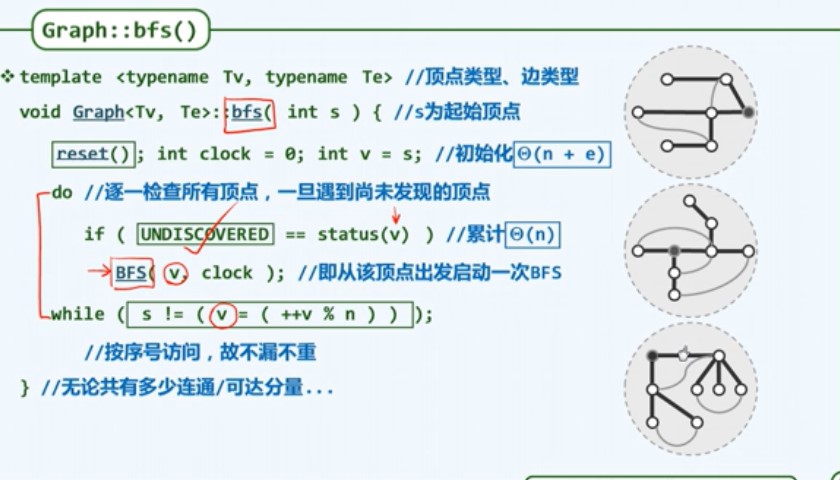 Graph::bfs()
❖ template <typename Tv, typename Te> //顶点类型、边类型
void Graph<Tv, Te>::bfs( int s ) { //s为起始顶点
reset(); int clock = 0; int v = s; //初始化Θ(n + e)
do //逐一检查所有顶点，一旦遇到尚未发现的顶点
if ( UNDISCOVERED == status(v) ) //累计Θ(n)
BFS( v, clock ); //即从该顶点出发启动一次BFS
while ( s != ( v = ( ++v % n ) ) );
//按序号访问，故不漏不重
} //无论共有多少连通/可达分量...